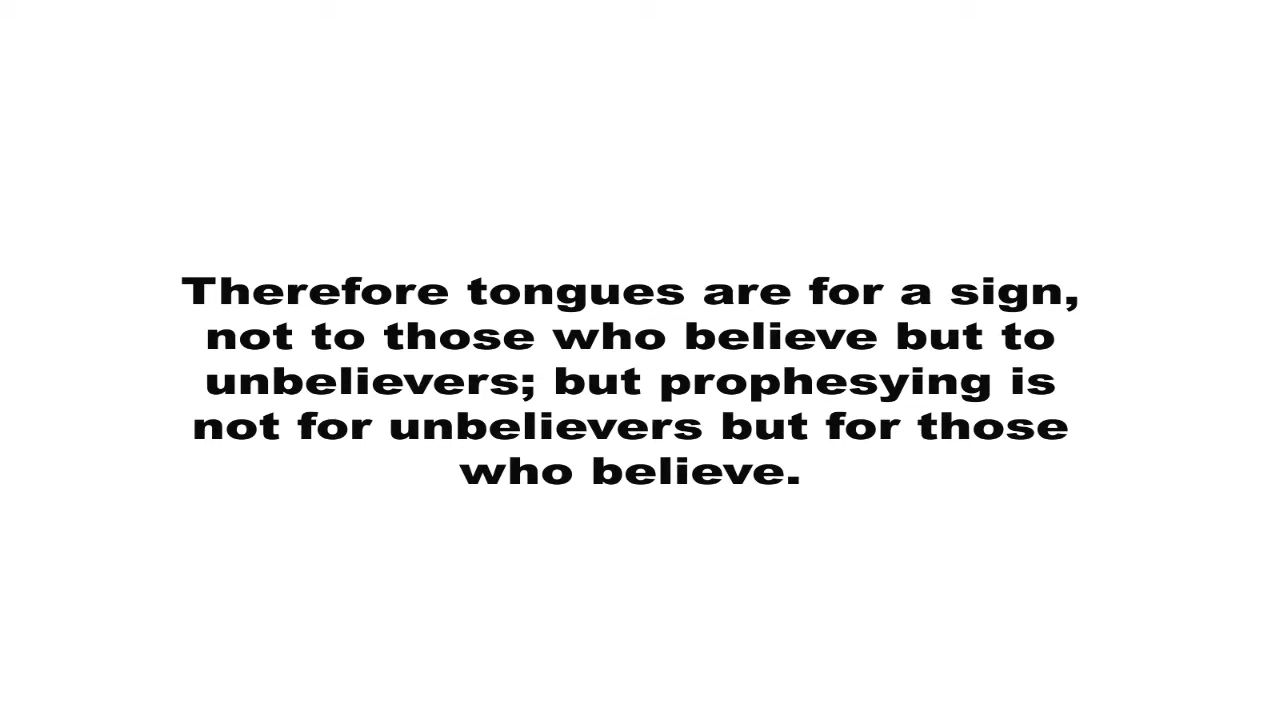 Therefore tongues are for a sign,
not to those who believe but to
unbelievers; but prophesying is
not for unbelievers but for those
who believe.